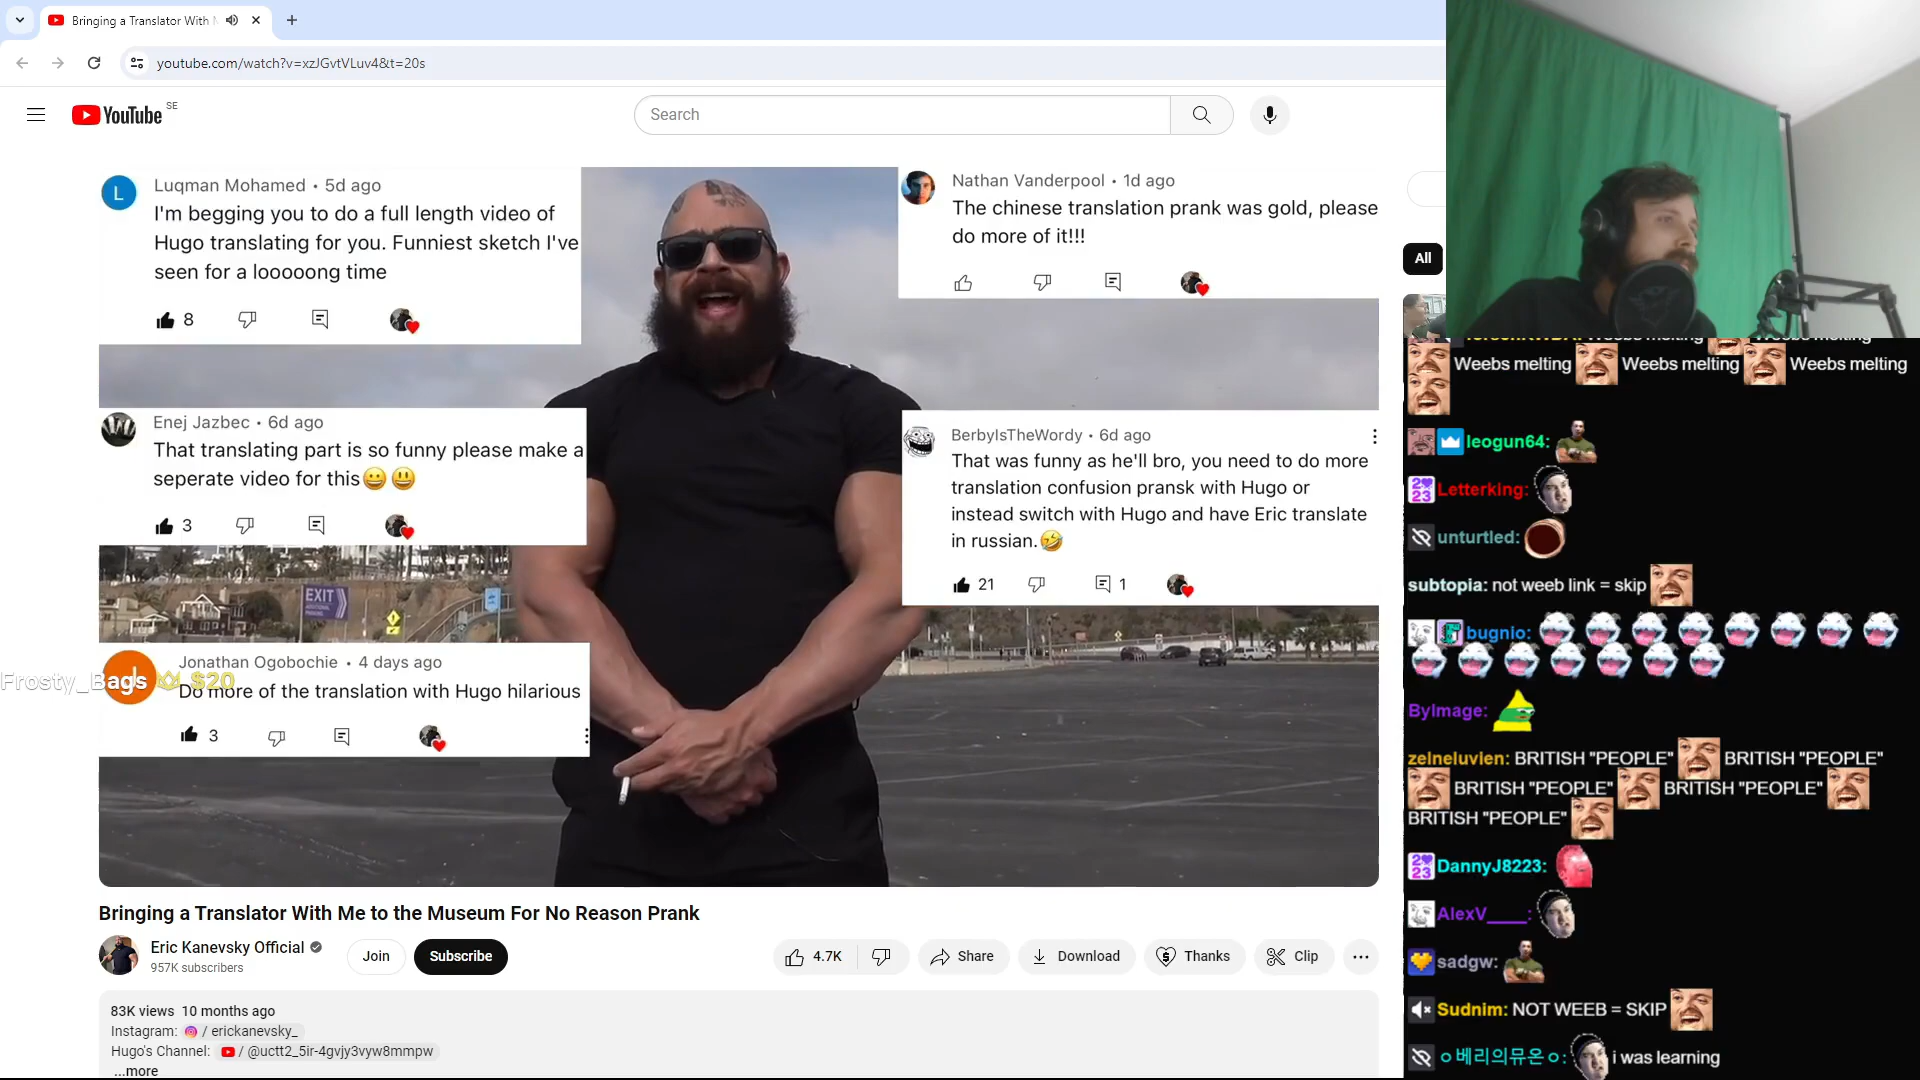 Bringing a Translator With
youtube.com/watch?v=xzJGvtVLuv4&t=20s
YouTube SE
Search
Luqman Mohamed • 5d ago
I'm begging you to do a full length video of
Hugo translating for you. Funniest sketch I've
seen for a looooong time
8
Nathan Vanderpool • 1d ago
The chinese translation prank was gold, please
do more of it!!!
Enej Jazbec • 6d ago
That translating part is so funny please make a
seperate video for this😀 😃
3
BerbyIsTheWordy • 6d ago
That was funny as he'll bro, you need to do more
translation confusion pransk with Hugo or
instead switch with Hugo and have Eric translate
in russian.🤣
21
1
EXIT
Jonathan Ogobochie • 4 days ago
Do more of the translation with Hugo hilarious
3
Frosty_Bags $20
Bringing a Translator With Me to the Museum For No Reason Prank
Eric Kanevsky Official
957K subscribers
Join
Subscribe
4.7K
Share
Download
Thanks
Clip
83K views 10 months ago
Instagram: / erickanevsky_
Hugo's Channel: / @uctt2_5ir-4gvjy3vyw8mmpw
...more
All
Weebs melting Weebs melting Weebs melting
leogun64:
Letterking:
unturtled:
subtopia: not weeb link = skip
bugnio:
ByImage:
zelneluvien: BRITISH "PEOPLE" BRITISH "PEOPLE"
BRITISH "PEOPLE" BRITISH "PEOPLE"
BRITISH "PEOPLE"
DannyJ8223:
AlexV____:
sadgw:
Sudnim: NOT WEEB = SKIP
ㅇ베리의뮤온ㅇ: i was learning